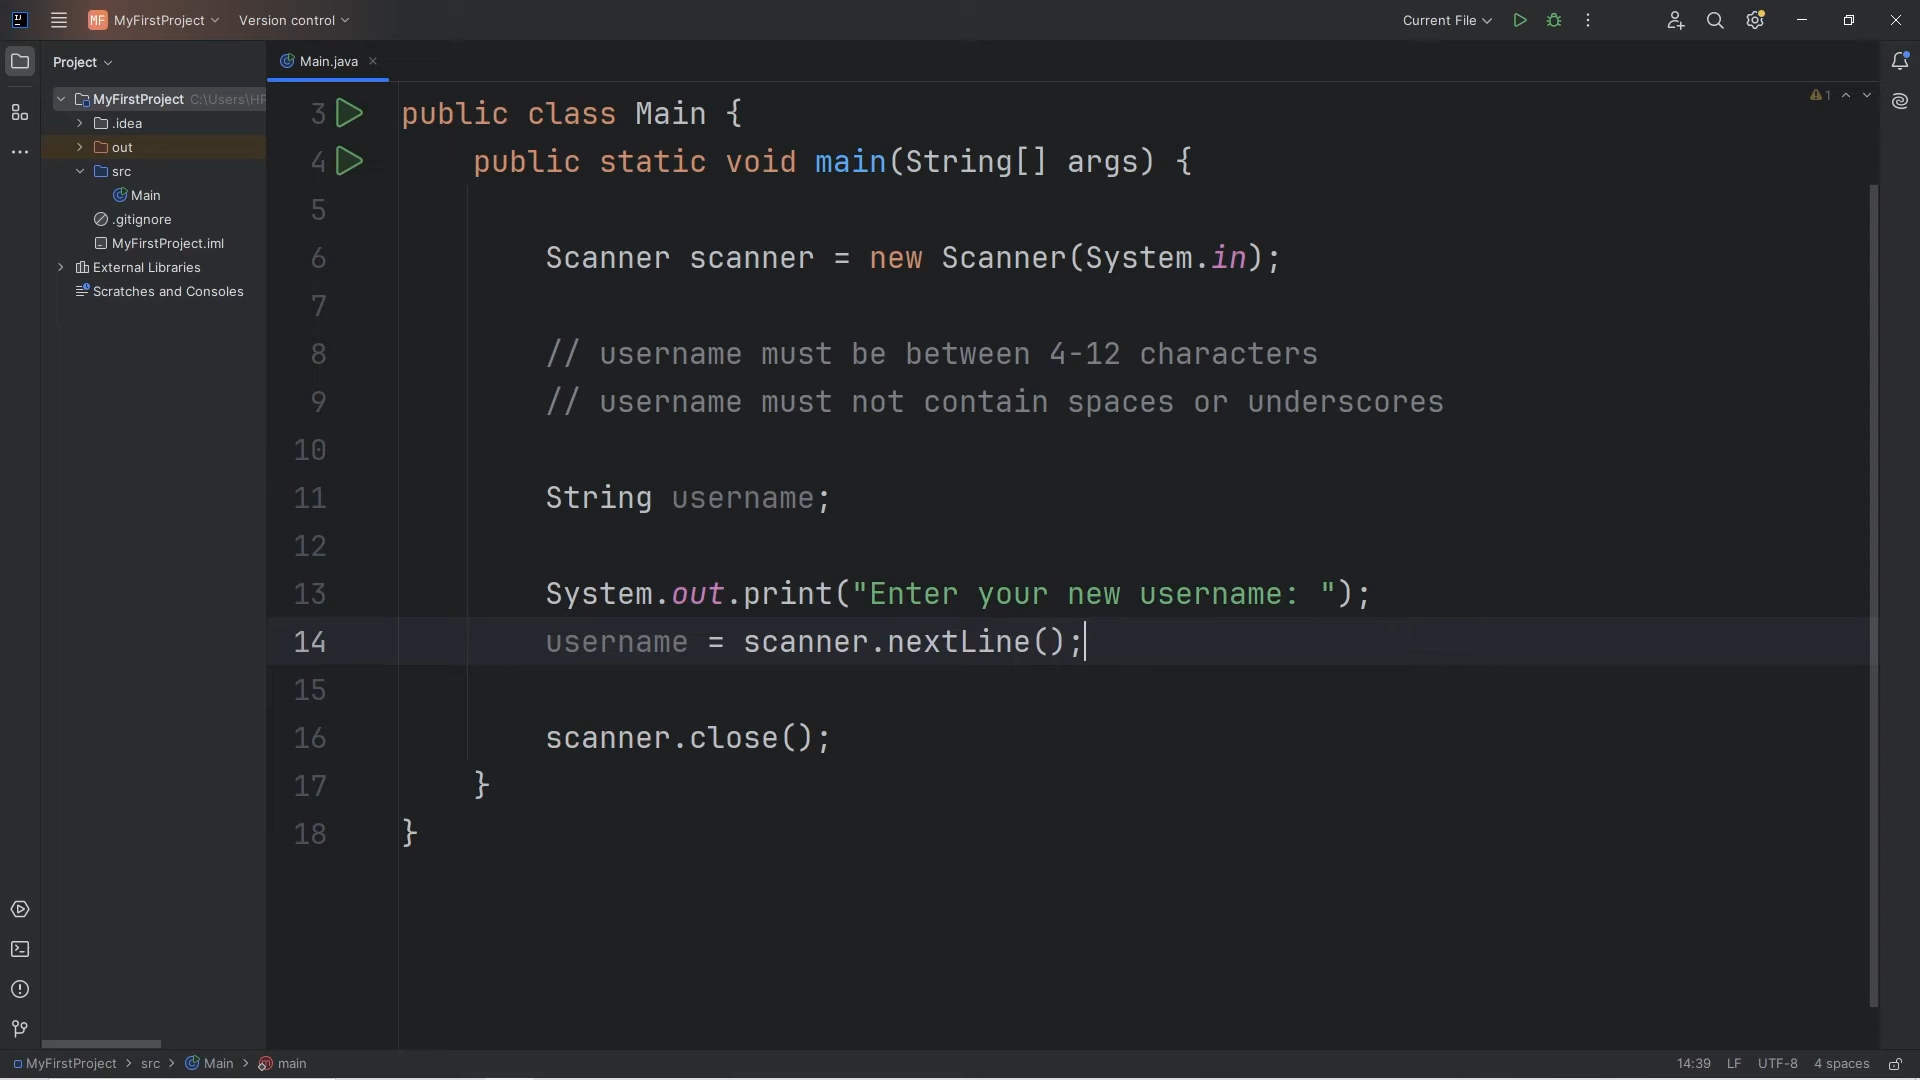 MF MyFirstProject Version control Current File
Project Main.java
MyFirstProject C:\Users\HP
.idea
out
src
Main
.gitignore
MyFirstProject.iml
External Libraries
Scratches and Consoles
1
3 public class Main {
4 public static void main(String[] args) {
5
6 Scanner scanner = new Scanner(System.in);
7
8 // username must be between 4-12 characters
9 // username must not contain spaces or underscores
10
11 String username;
12
13 System.out.print("Enter your new username: ");
14 username = scanner.nextLine();
15
16 scanner.close();
17 }
18 }
MyFirstProject > src > Main > main 14:39 LF UTF-8 4 spaces